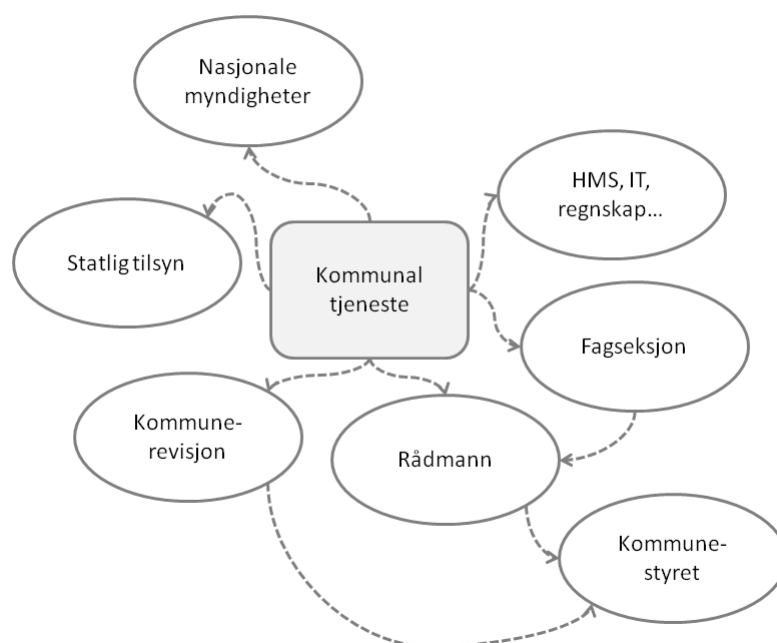 Nasjonale
myndigheter
HMS, IT,
regnskap...
Statlig tilsyn
Kommunal
tjeneste
Fagseksjon
Kommune-
revisjon
Rådmann
Kommune-
styret